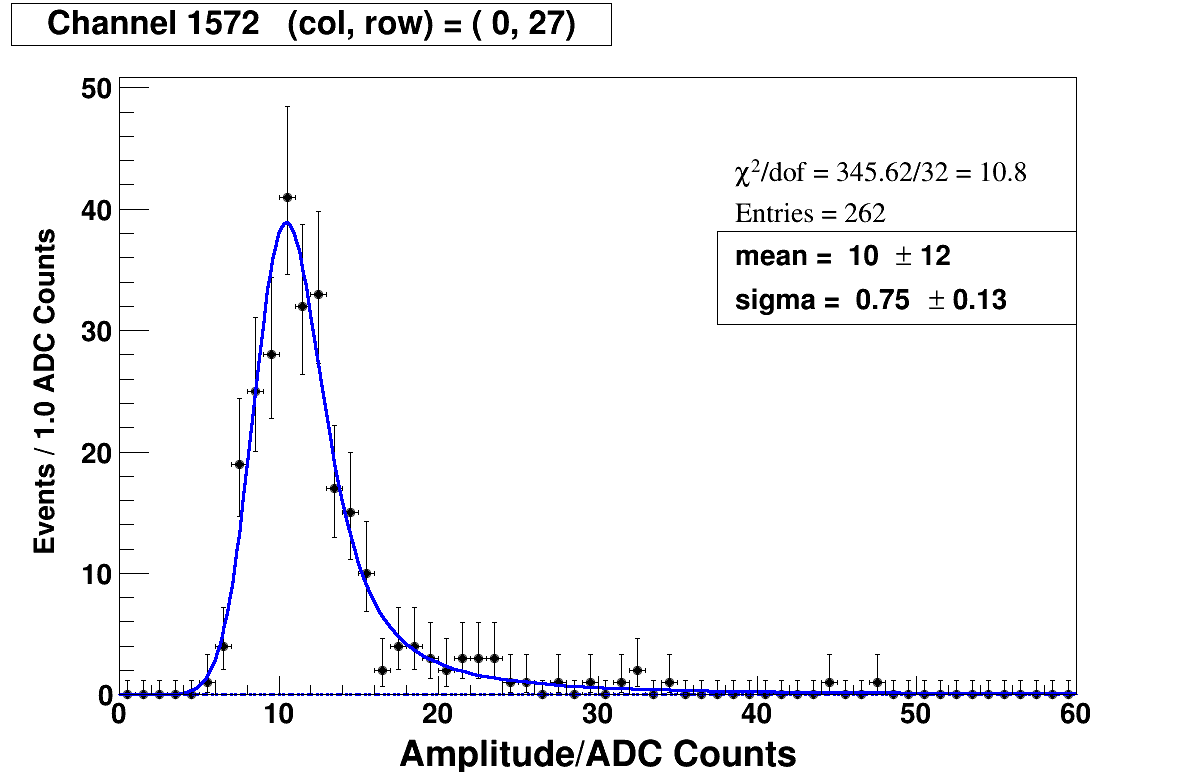 Channel 1572 (col, row) = ( 0, 27)
50
40
30
20
10
0
Events / 1.0 ADC Counts
χ²/dof = 345.62/32 = 10.8
Entries = 262
mean = 10 ± 12
sigma = 0.75 ± 0.13
0 10 20 30 40 50 60
Amplitude/ADC Counts